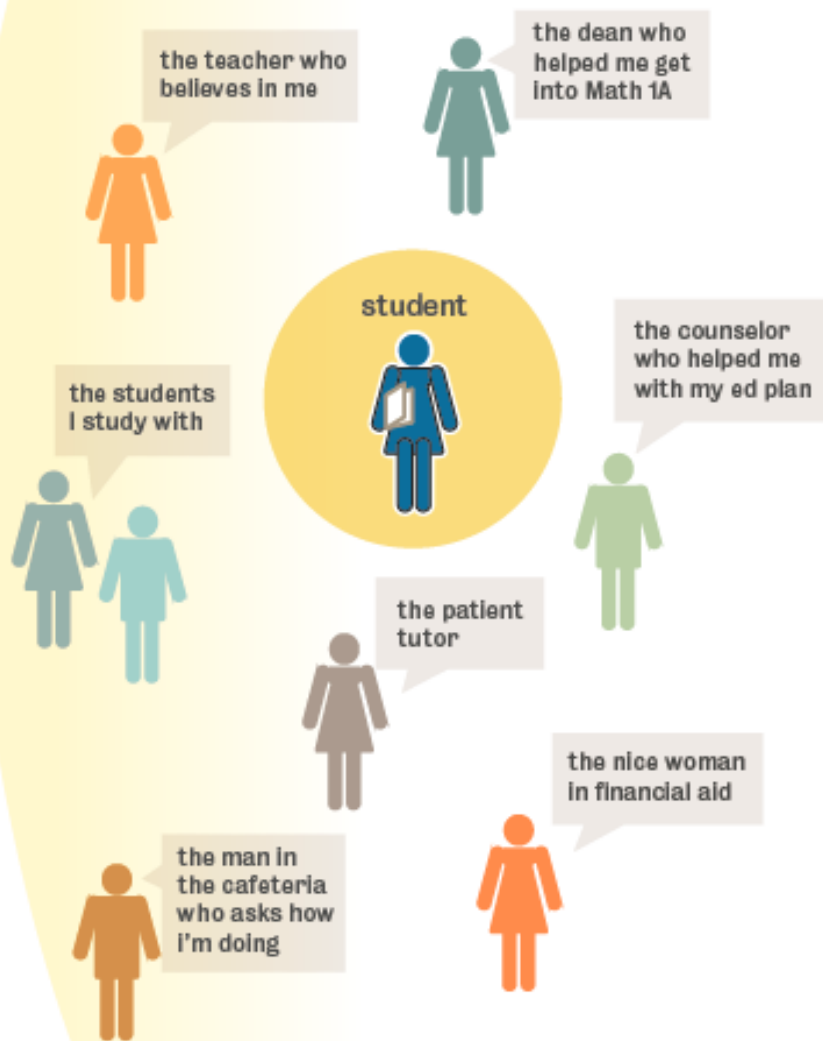 the teacher who
believes in me
the dean who
helped me get
into Math 1A
student
the counselor
who helped me
with my ed plan
the students
I study with
the patient
tutor
the nice woman
in financial aid
the man in
the cafeteria
who asks how
i'm doing